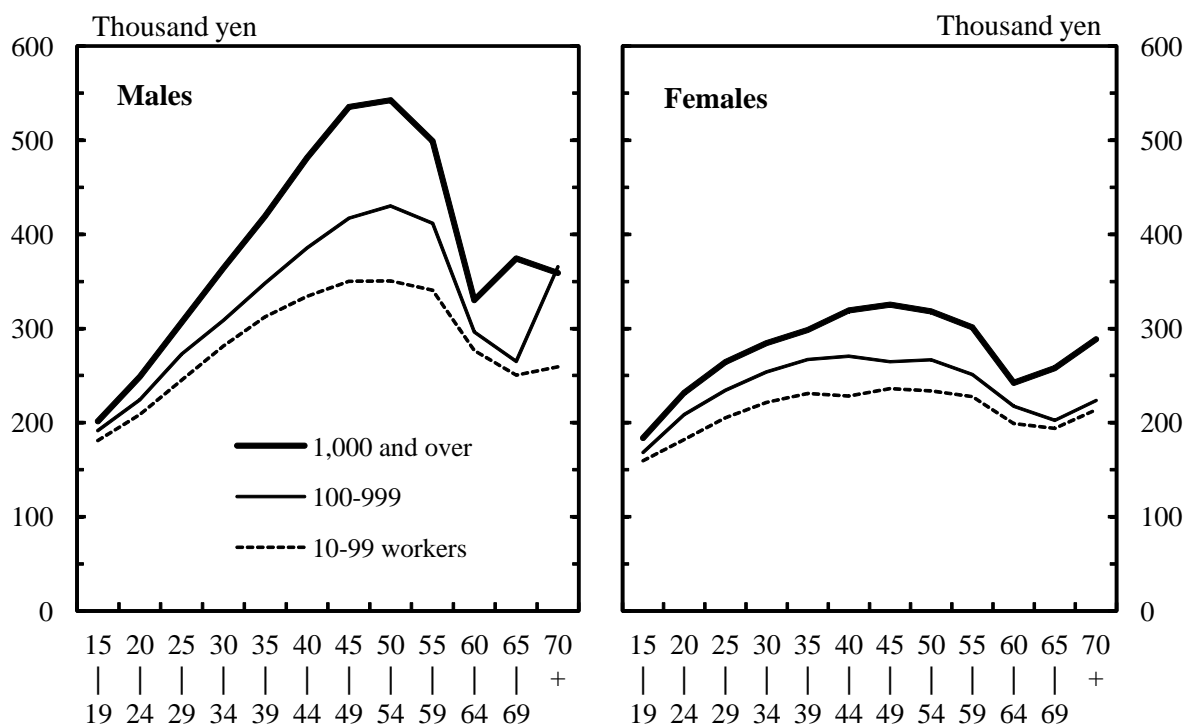 Thousand yen
Thousand yen
600
500
400
300
200
100
0
Males
1,000 and over
100-999
10-99 workers
Females
600
500
400
300
200
100
0
15 20 25 30 35 40 45 50 55 60 65 70
| | | | | | | | | | | +
19 24 29 34 39 44 49 54 59 64 69
15 20 25 30 35 40 45 50 55 60 65 70
| | | | | | | | | | | +
19 24 29 34 39 44 49 54 59 64 69